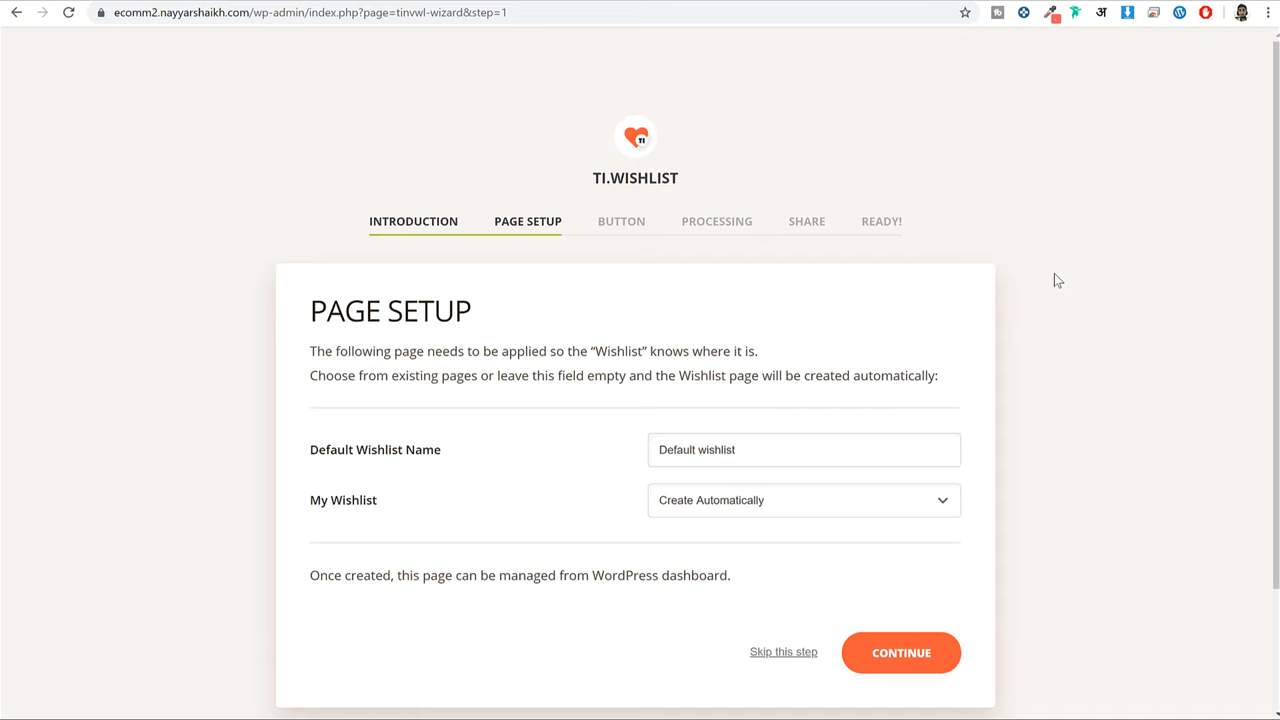 ecomm2.nayyarshaikh.com/wp-admin/index.php?page=tinvwl-wizard&step=1
अ
TI
TI.WISHLIST
INTRODUCTION PAGE SETUP BUTTON PROCESSING SHARE READY!
PAGE SETUP
The following page needs to be applied so the “Wishlist” knows where it is.
Choose from existing pages or leave this field empty and the Wishlist page will be created automatically:
Default Wishlist Name Default wishlist
My Wishlist Create Automatically
Once created, this page can be managed from WordPress dashboard.
Skip this step CONTINUE